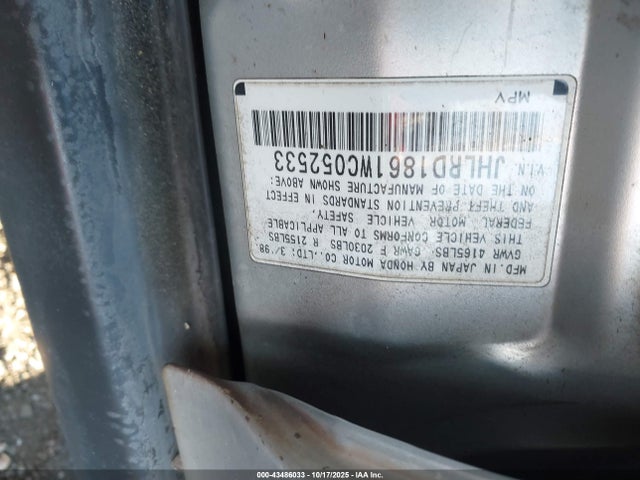 MFD. IN JAPAN BY HONDA MOTOR CO., LTD: 3/98
GVWR 4165LBS GAWR F 2030LBS R 2155LBS
THIS VEHICLE CONFORMS TO ALL APPLICABLE
FEDERAL MOTOR VEHICLE SAFETY,
AND THEFT PREVENTION STANDARDS IN EFFECT
ON THE DATE OF MANUFACTURE SHOWN ABOVE:
V.I.N. JHLRD1861WC052533
MPV
000-43486033 | 10/17/2025 | IAA Inc.